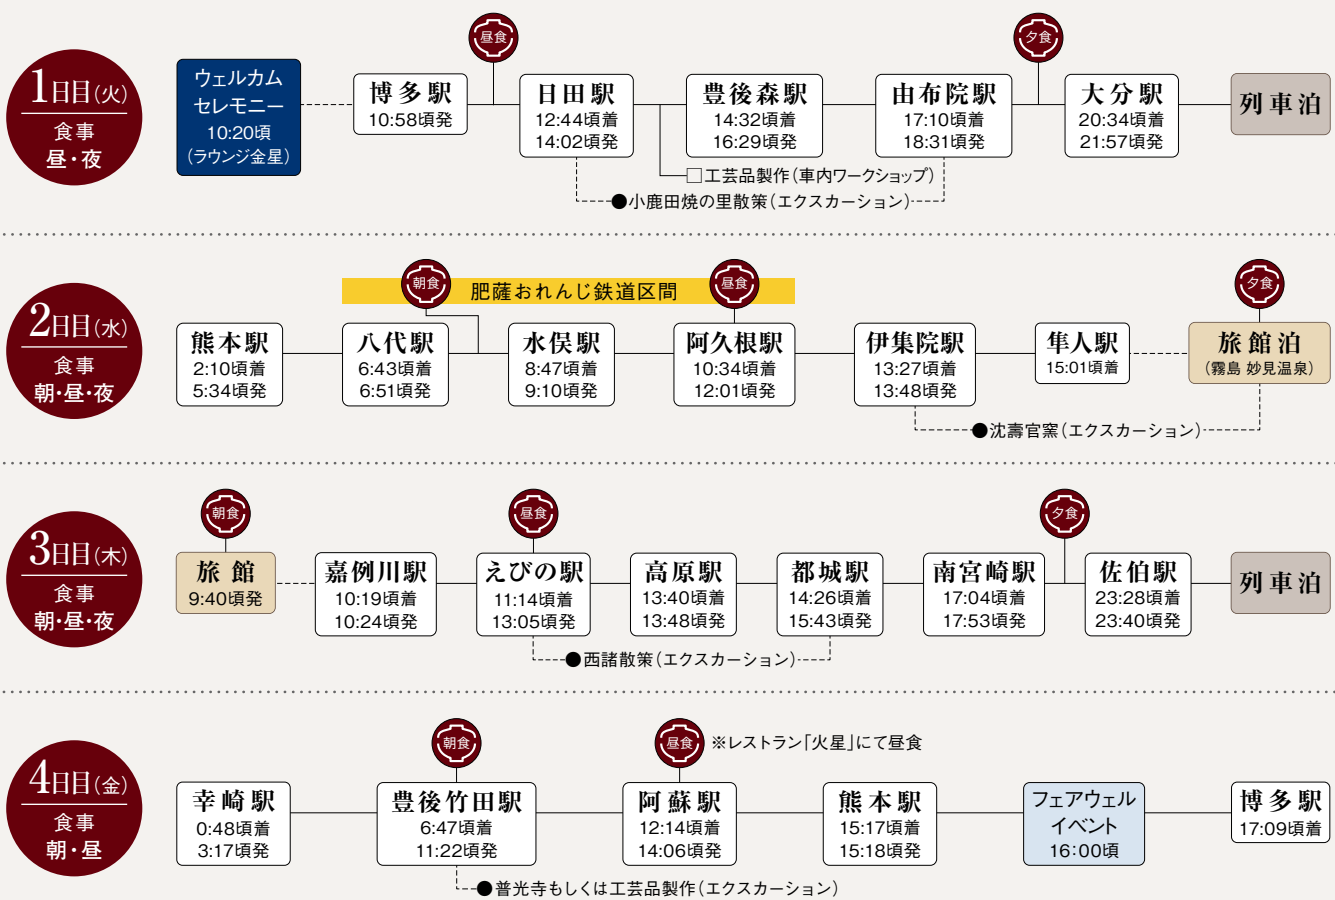 1日目(火)
食事
昼・夜
ウェルカム
セレモニー
10:20頃
(ラウンジ金星)
博多駅
10:58頃発
昼食
日田駅
12:44頃着
14:02頃発
豊後森駅
14:32頃着
16:29頃発
由布院駅
17:10頃着
18:31頃発
夕食
大分駅
20:34頃着
21:57頃発
列車泊
□工芸品製作(車内ワークショップ)
●小鹿田焼の里散策(エクスカーション)
2日目(水)
食事
朝・昼・夜
朝食
肥薩おれんじ鉄道区間
昼食
夕食
熊本駅
2:10頃着
5:34頃発
八代駅
6:43頃着
6:51頃発
水俣駅
8:47頃着
9:10頃発
阿久根駅
10:34頃着
12:01頃発
伊集院駅
13:27頃着
13:48頃発
隼人駅
15:01頃着
旅館泊
(霧島 妙見温泉)
●沈壽官窯(エクスカーション)
3日目(木)
食事
朝・昼・夜
朝食
旅館
9:40頃発
嘉例川駅
10:19頃着
10:24頃発
昼食
えびの駅
11:14頃着
13:05頃発
高原駅
13:40頃着
13:48頃発
都城駅
14:26頃着
15:43頃発
南宮崎駅
17:04頃着
17:53頃発
夕食
佐伯駅
23:28頃着
23:40頃発
列車泊
●西諸散策(エクスカーション)
4日目(金)
食事
朝・昼
幸崎駅
0:48頃着
3:17頃発
朝食
豊後竹田駅
6:47頃着
11:22頃発
昼食
※レストラン「火星」にて昼食
阿蘇駅
12:14頃着
14:06頃発
熊本駅
15:17頃着
15:18頃発
フェアウェル
イベント
16:00頃
博多駅
17:09頃着
●普光寺もしくは工芸品製作(エクスカーション)